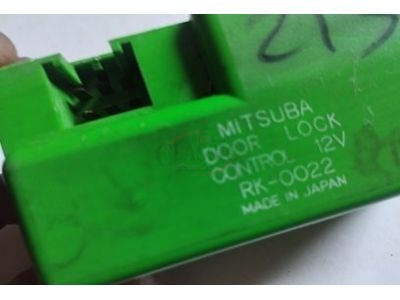 MITSUBA
DOOR LOCK
CONTROL 12V
RK-0022
MADE IN JAPAN